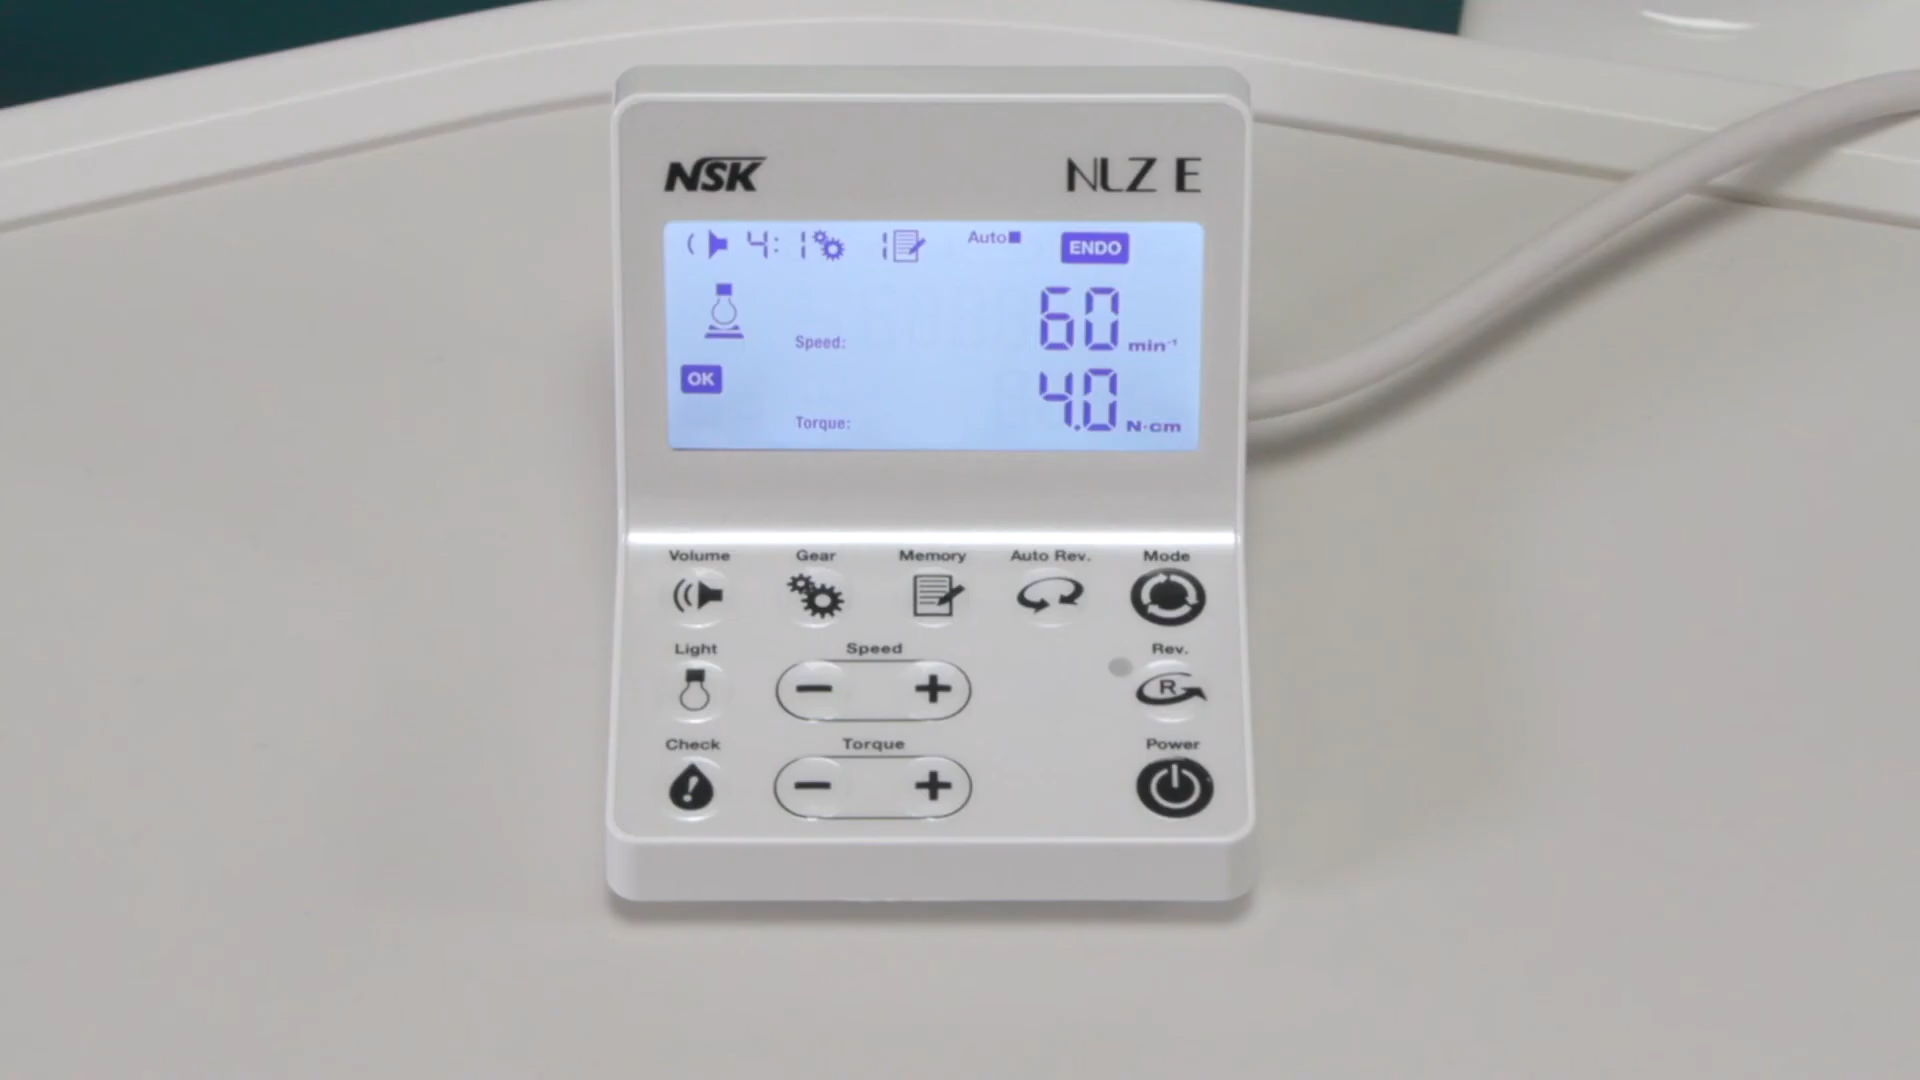 NSK NLZ E
4:1 1 Auto ENDO
Speed: 60 min⁻¹
OK
Torque: 4.0 N·cm
Volume Gear Memory Auto Rev. Mode
Light Speed Rev.
− + R
Check Torque Power
! − +